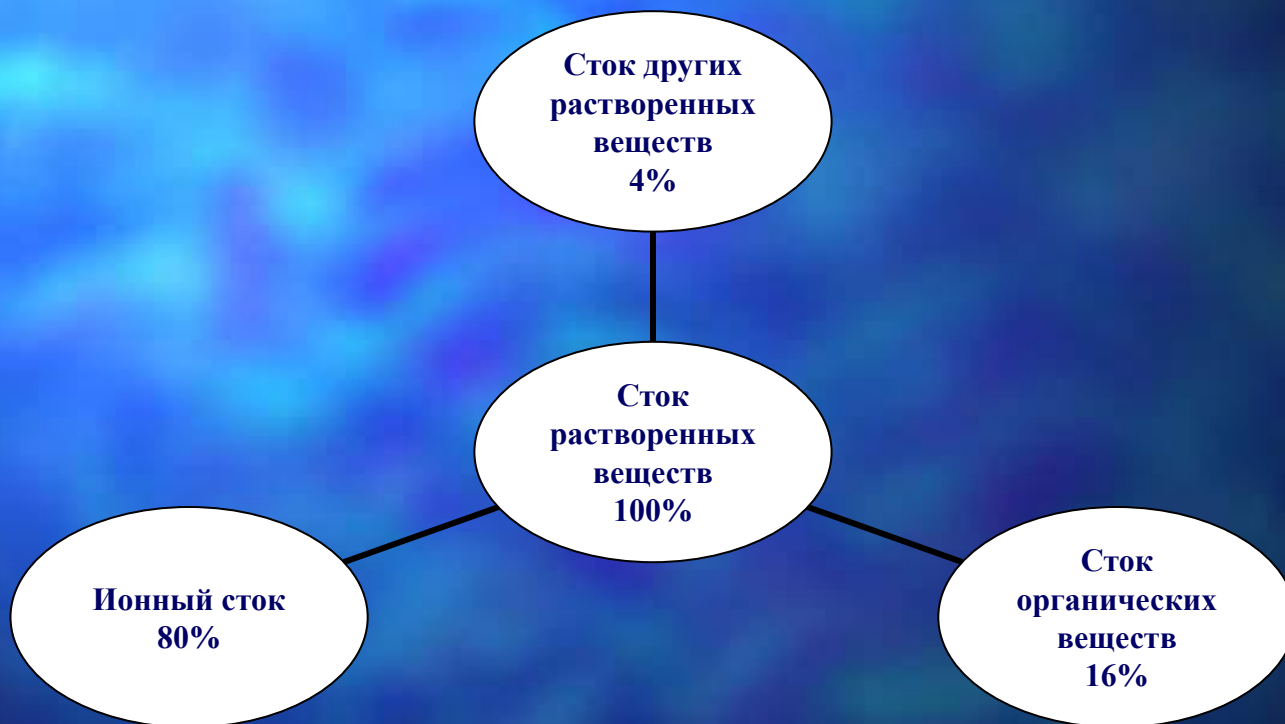 Сток других
растворенных
веществ
4%
Сток
растворенных
веществ
100%
Ионный сток
80%
Сток
органических
веществ
16%